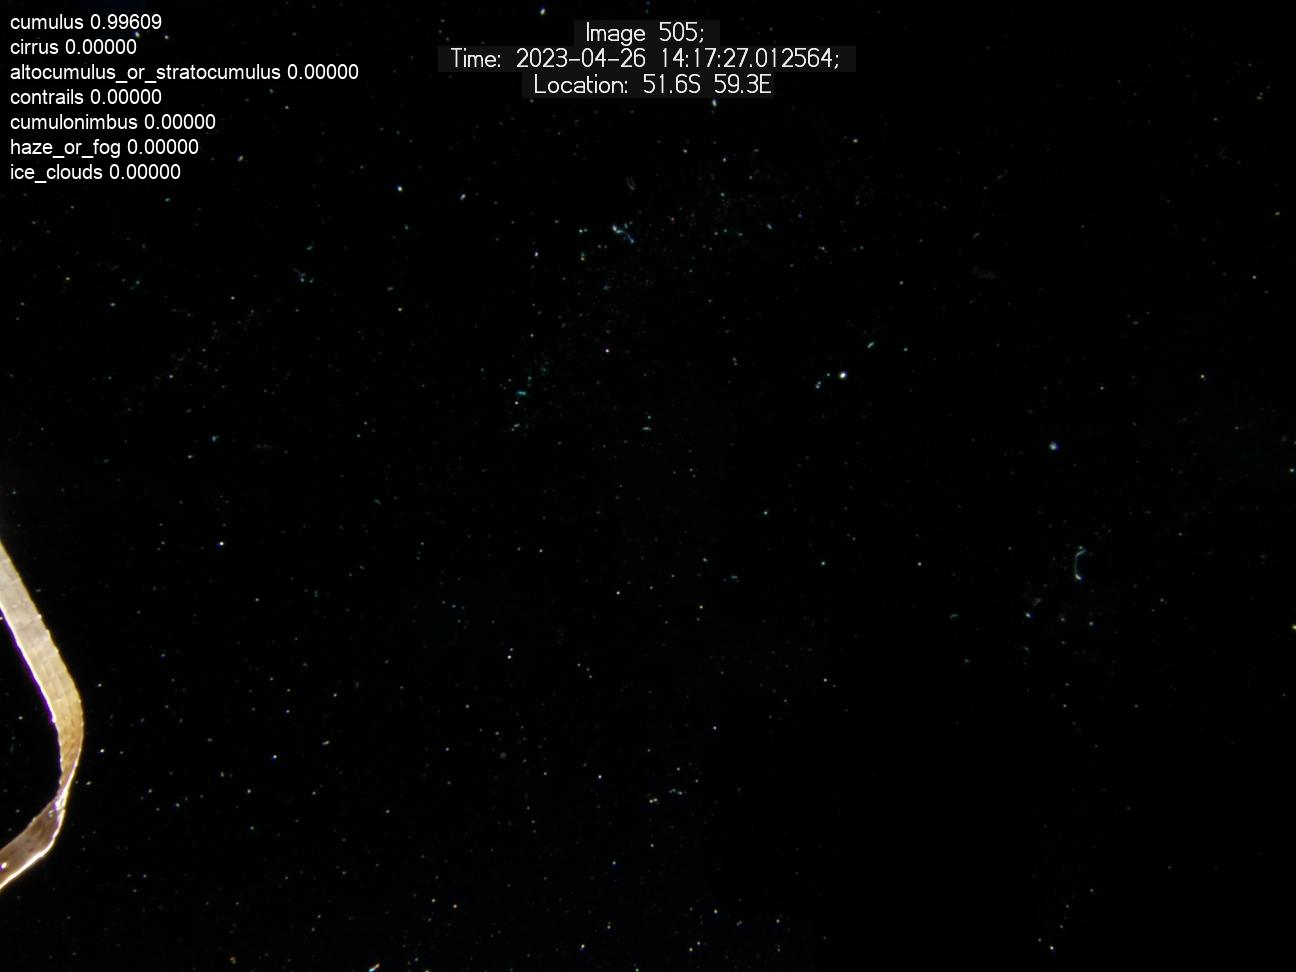 cumulus 0.99609
cirrus 0.00000
altocumulus_or_stratocumulus 0.00000
contrails 0.00000
cumulonimbus 0.00000
haze_or_fog 0.00000
ice_clouds 0.00000
Image 505;
Time: 2023-04-26 14:17:27.012564;
Location: 51.6S 59.3E